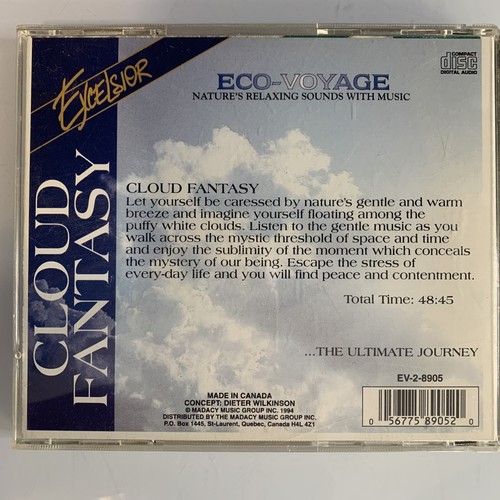 EXCELSIOR
COMPACT
disc
DIGITAL AUDIO
ECO-VOYAGE
NATURE'S RELAXING SOUNDS WITH MUSIC
CLOUD
FANTASY
CLOUD FANTASY
Let yourself be caressed by nature's gentle and warm
breeze and imagine yourself floating among the
puffy white clouds. Listen to the gentle music as you
walk across the mystic threshold of space and time
and enjoy the sublimity of the moment which conceals
the mystery of our being. Escape the stress of
every-day life and you will find peace and contentment.
Total Time: 48:45
...THE ULTIMATE JOURNEY
EV-2-8905
MADE IN CANADA
CONCEPT: DIETER WILKINSON
© MADACY MUSIC GROUP INC. 1994
DISTRIBUTED BY THE MADACY MUSIC GROUP INC.
P.O. Box 1445, St-Laurent, Quebec, Canada H4L 4Z1
0 56775 89052 0